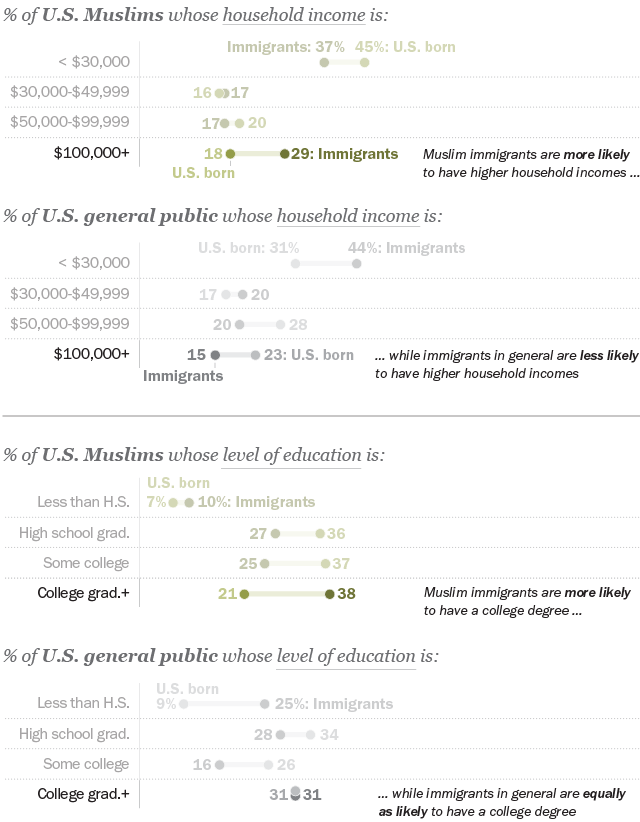 % of U.S. Muslims whose household income is:
Immigrants: 37% 45%: U.S. born
< $30,000
$30,000-$49,999 16 17
$50,000-$99,999 17 20
$100,000+ 18 29: Immigrants
U.S. born
Muslim immigrants are more likely
to have higher household incomes ...
% of U.S. general public whose household income is:
U.S. born: 31% 44%: Immigrants
< $30,000
$30,000-$49,999 17 20
$50,000-$99,999 20 28
$100,000+ 15 23: U.S. born
Immigrants
... while immigrants in general are less likely
to have higher household incomes
% of U.S. Muslims whose level of education is:
U.S. born
Less than H.S. 7% 10%: Immigrants
High school grad. 27 36
Some college 25 37
College grad.+ 21 38
Muslim immigrants are more likely
to have a college degree ...
% of U.S. general public whose level of education is:
U.S. born
Less than H.S. 9% 25%: Immigrants
High school grad. 28 34
Some college 16 26
College grad.+ 31 31
... while immigrants in general are equally
as likely to have a college degree